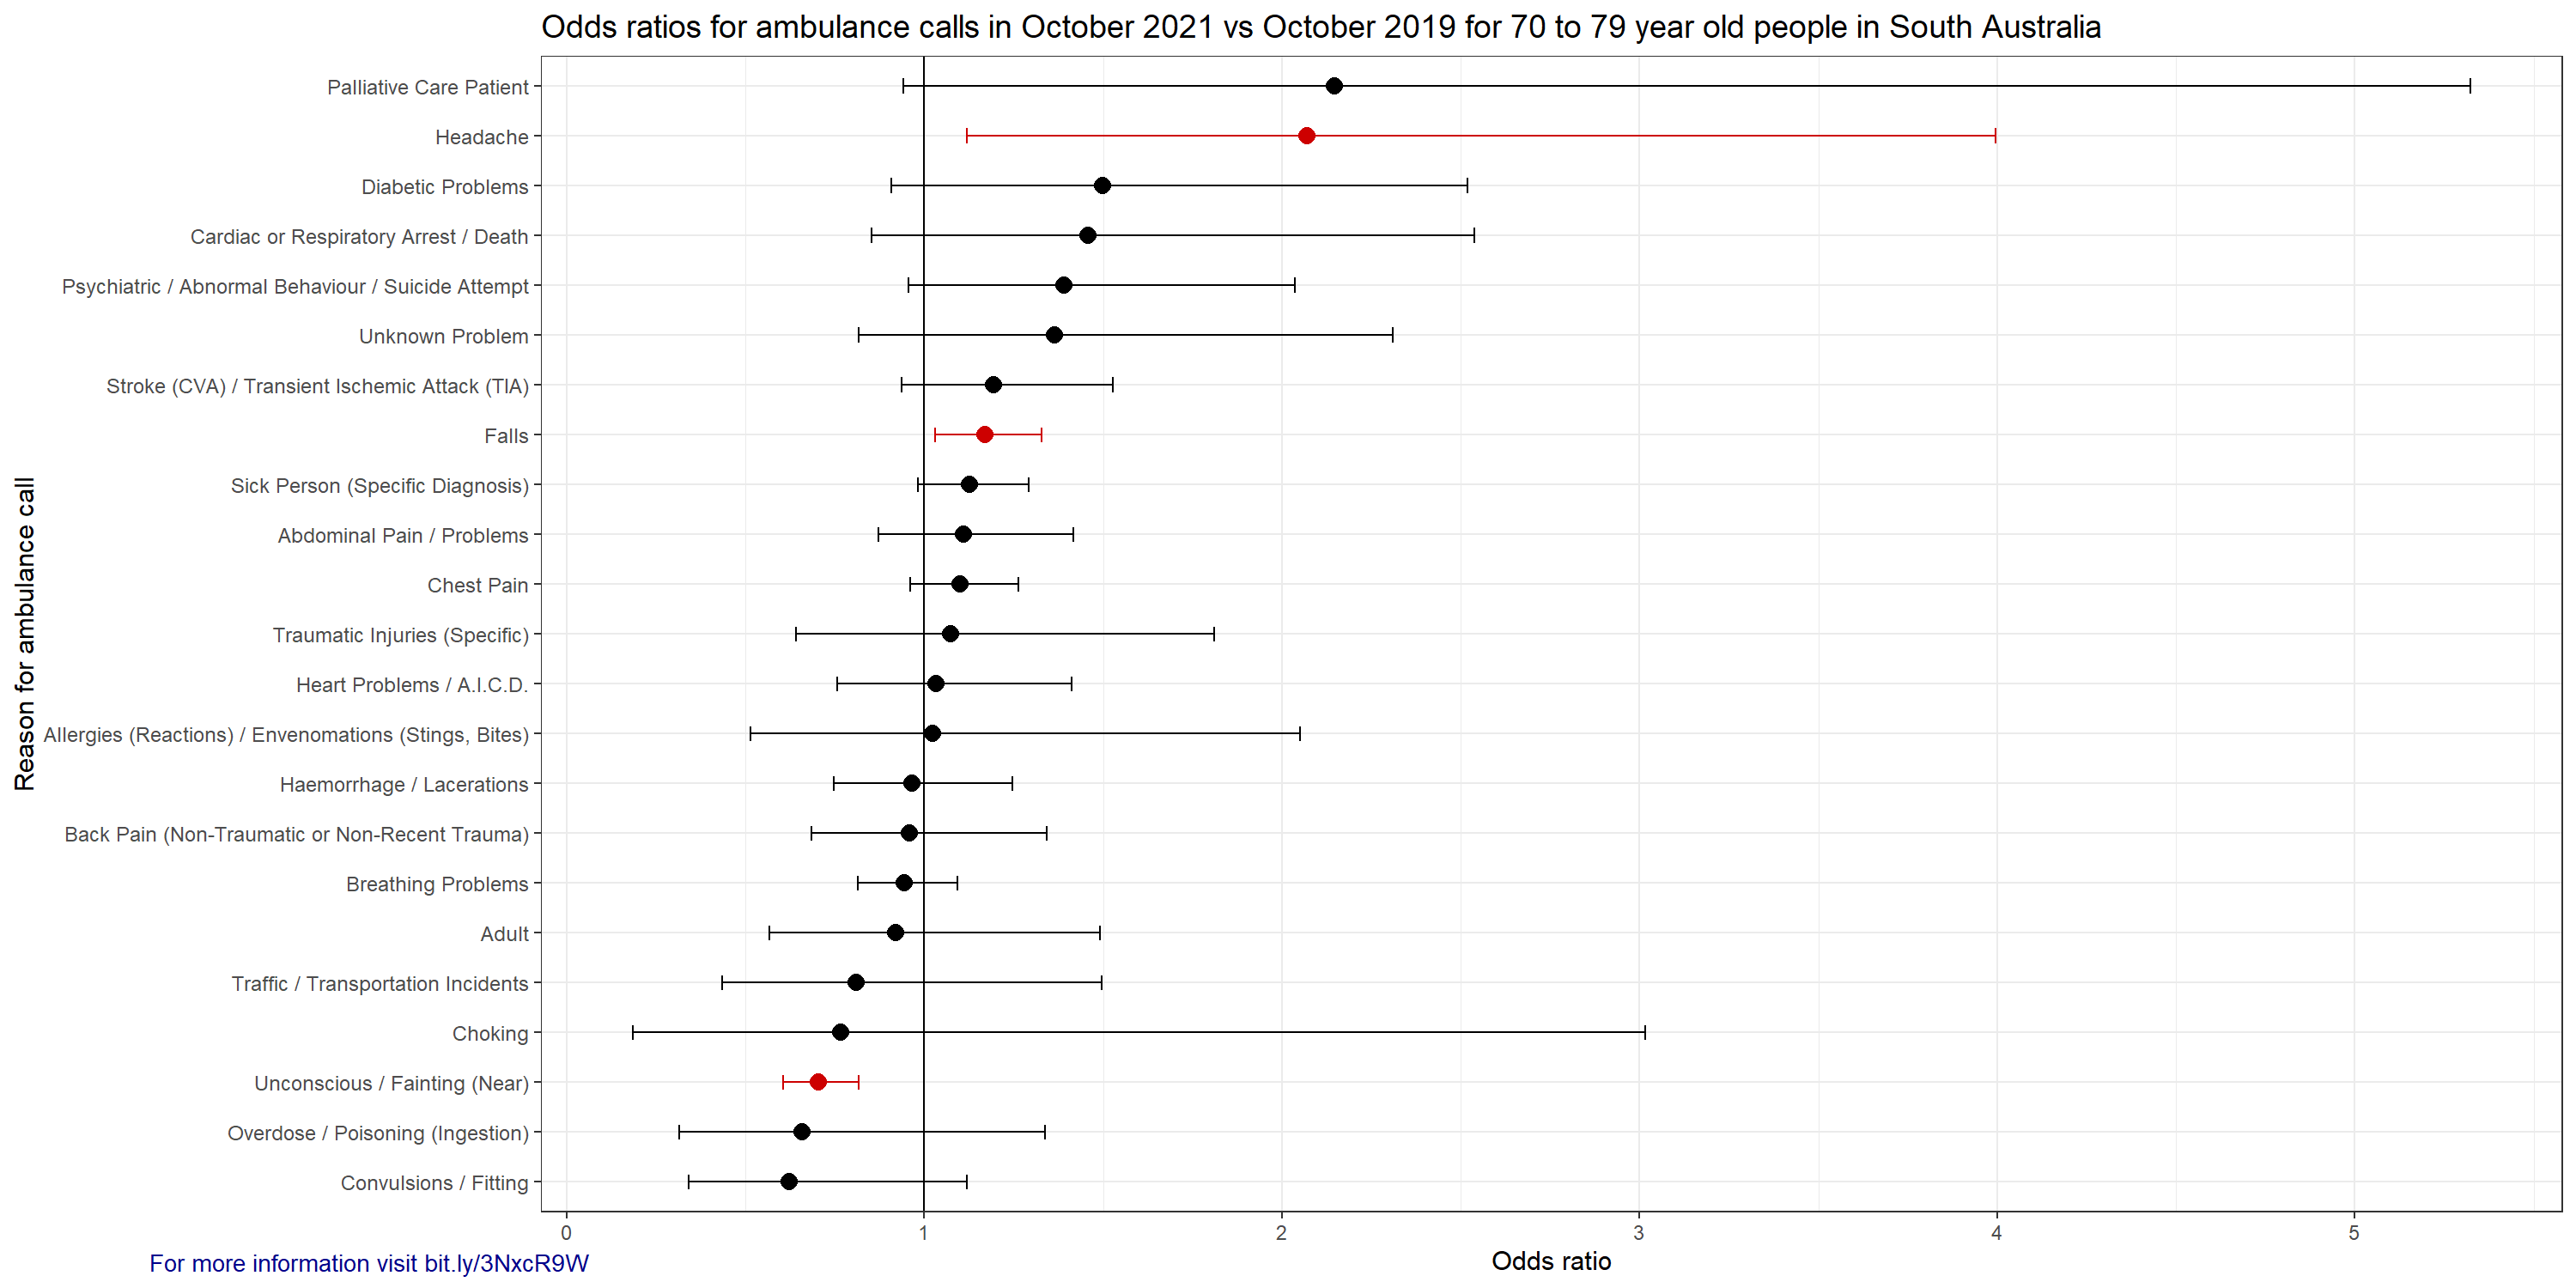 Odds ratios for ambulance calls in October 2021 vs October 2019 for 70 to 79 year old people in South Australia
Reason for ambulance call
Palliative Care Patient
Headache
Diabetic Problems
Cardiac or Respiratory Arrest / Death
Psychiatric / Abnormal Behaviour / Suicide Attempt
Unknown Problem
Stroke (CVA) / Transient Ischemic Attack (TIA)
Falls
Sick Person (Specific Diagnosis)
Abdominal Pain / Problems
Chest Pain
Traumatic Injuries (Specific)
Heart Problems / A.I.C.D.
Allergies (Reactions) / Envenomations (Stings, Bites)
Haemorrhage / Lacerations
Back Pain (Non-Traumatic or Non-Recent Trauma)
Breathing Problems
Adult
Traffic / Transportation Incidents
Choking
Unconscious / Fainting (Near)
Overdose / Poisoning (Ingestion)
Convulsions / Fitting
0 1 2 3 4 5
Odds ratio
For more information visit bit.ly/3NxcR9W